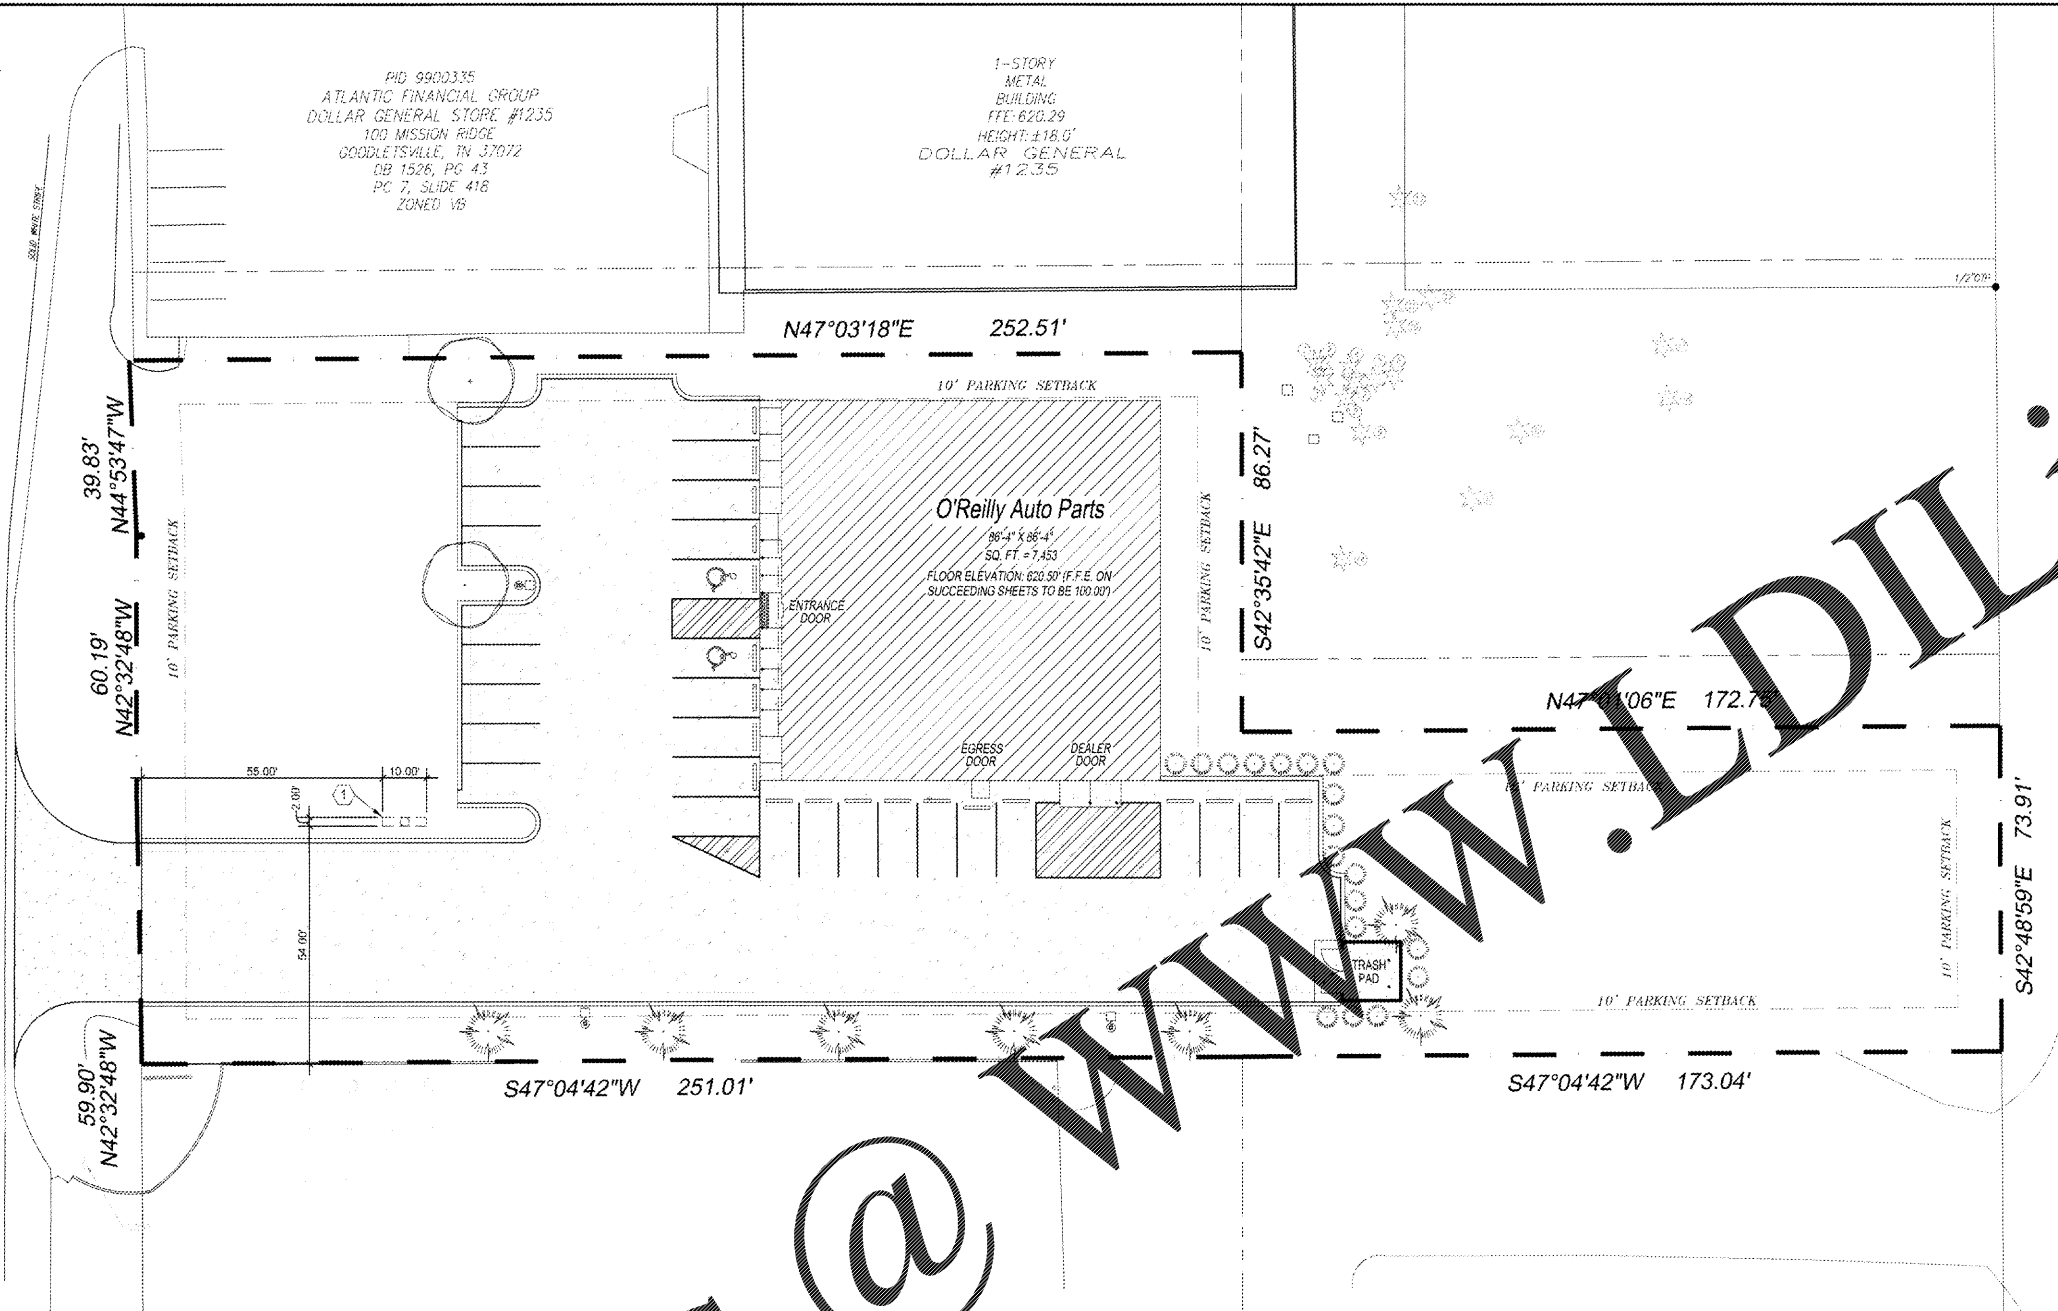 PID 9900335
ATLANTIC FINANCIAL GROUP
DOLLAR GENERAL STORE #1235
100 MISSION RIDGE
GOODLETSVILLE, TN 37072
DB 1526, PG 43
PC 7, SLIDE 418
ZONED VB
1-STORY
METAL
BUILDING
FFE: 620.29
HEIGHT: ±18.0'
DOLLAR GENERAL
#1235
SOLID WHITE STRIPE
N47°03'18"E 252.51'
10' PARKING SETBACK
39.83'
N44°53'47"W
60.19'
N42°32'48"W
10' PARKING SETBACK
O'Reilly Auto Parts
86'-4" X 86'-4"
SQ. FT. = 7,453
FLOOR ELEVATION: 620.50' (F.F.E. ON
SUCCEEDING SHEETS TO BE 100.00')
ENTRANCE
DOOR
EGRESS
DOOR
DEALER
DOOR
10' PARKING SETBACK
S42°35'42"E 86.27'
N47°01'06"E 172.75'
10' PARKING SETBACK
10' PARKING SETBACK
S42°48'59"E 73.91'
55.00'
10.00'
2.00'
1
54.00'
TRASH
PAD
10' PARKING SETBACK
59.90'
N42°32'48"W
S47°04'42"W 251.01'
S47°04'42"W 173.04'
@ WWW.LDIL